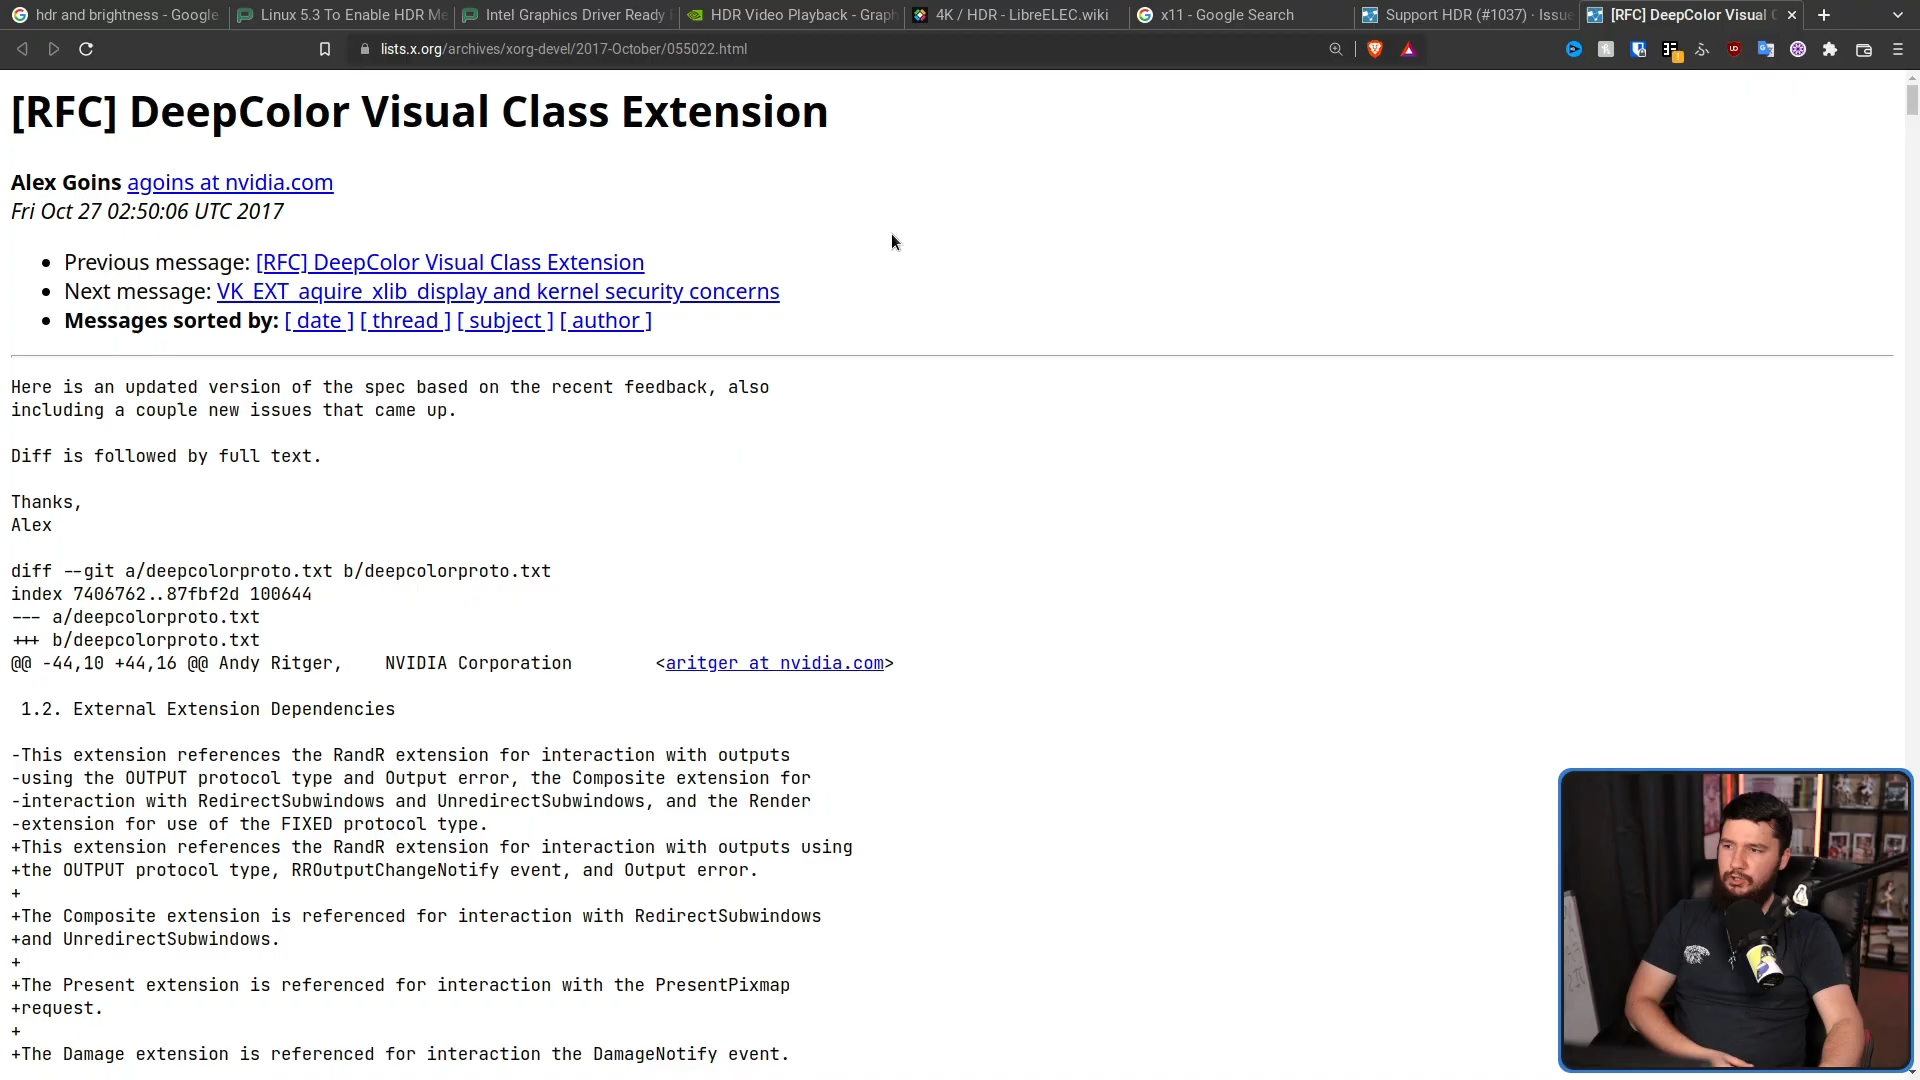 hdr and brightness - Google
Linux 5.3 To Enable HDR Me
Intel Graphics Driver Ready
HDR Video Playback - Graph
4K / HDR - LibreELEC.wiki
x11 - Google Search
Support HDR (#1037) · Issue
[RFC] DeepColor Visual C
lists.x.org/archives/xorg-devel/2017-October/055022.html
[RFC] DeepColor Visual Class Extension
Alex Goins agoins at nvidia.com
Fri Oct 27 02:50:06 UTC 2017
• Previous message: [RFC] DeepColor Visual Class Extension
• Next message: VK_EXT_aquire_xlib_display and kernel security concerns
• Messages sorted by: [ date ] [ thread ] [ subject ] [ author ]
Here is an updated version of the spec based on the recent feedback, also
including a couple new issues that came up.
Diff is followed by full text.
Thanks,
Alex
diff --git a/deepcolorproto.txt b/deepcolorproto.txt
index 7406762..87fbf2d 100644
--- a/deepcolorproto.txt
+++ b/deepcolorproto.txt
@@ -44,10 +44,16 @@ Andy Ritger, NVIDIA Corporation <aritger at nvidia.com>
1.2. External Extension Dependencies
-This extension references the RandR extension for interaction with outputs
-using the OUTPUT protocol type and Output error, the Composite extension for
-interaction with RedirectSubwindows and UnredirectSubwindows, and the Render
-extension for use of the FIXED protocol type.
+This extension references the RandR extension for interaction with outputs using
+the OUTPUT protocol type, RROutputChangeNotify event, and Output error.
+
+The Composite extension is referenced for interaction with RedirectSubwindows
+and UnredirectSubwindows.
+
+The Present extension is referenced for interaction with the PresentPixmap
+request.
+
+The Damage extension is referenced for interaction the DamageNotify event.